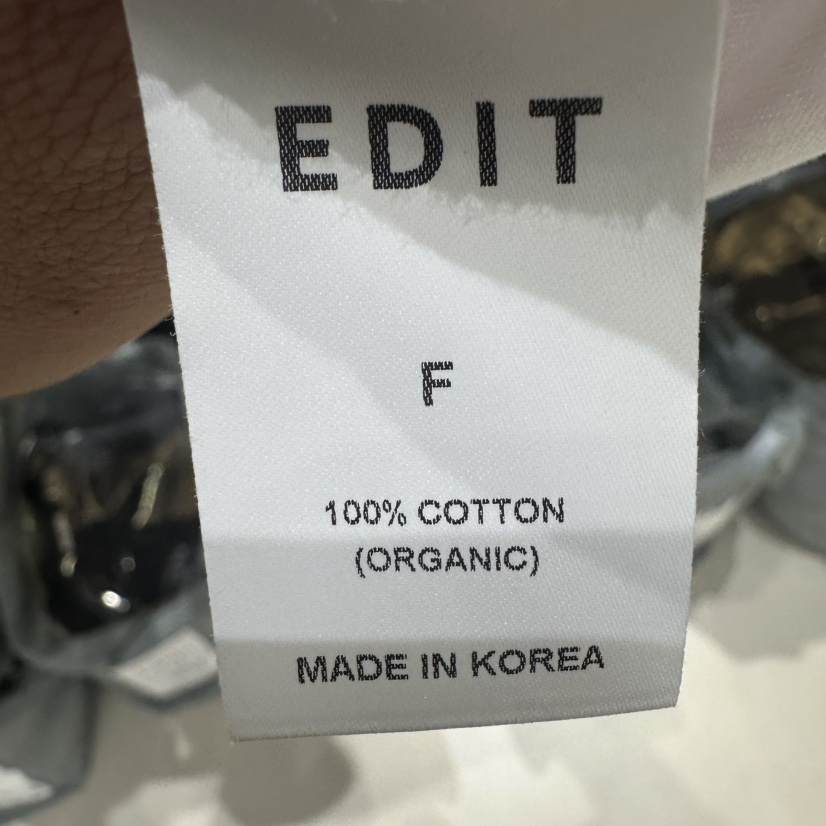 EDIT
F
100% COTTON
(ORGANIC)
MADE IN KOREA